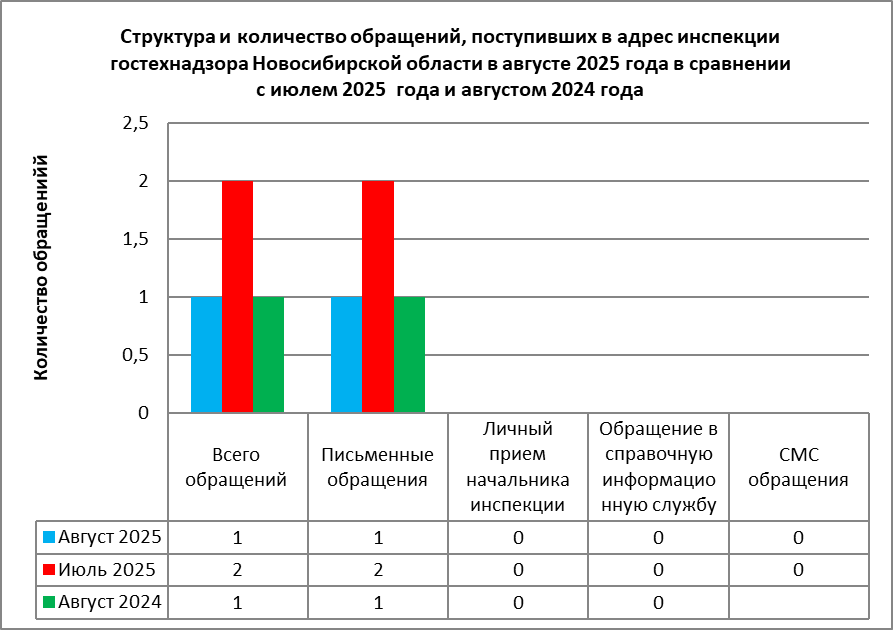 Структура и количество обращений, поступивших в адрес инспекции
гостехнадзора Новосибирской области в августе 2025 года в сравнении
с июлем 2025 года и августом 2024 года
Количество обращенийй
2,5
2
1,5
1
0,5
0
Всего
обращений
Письменные
обращения
Личный
прием
начальника
инспекции
Обращение в
справочную
информацио
нную службу
СМС
обращения
Август 2025 1 1 0 0 0
Июль 2025 2 2 0 0 0
Август 2024 1 1 0 0